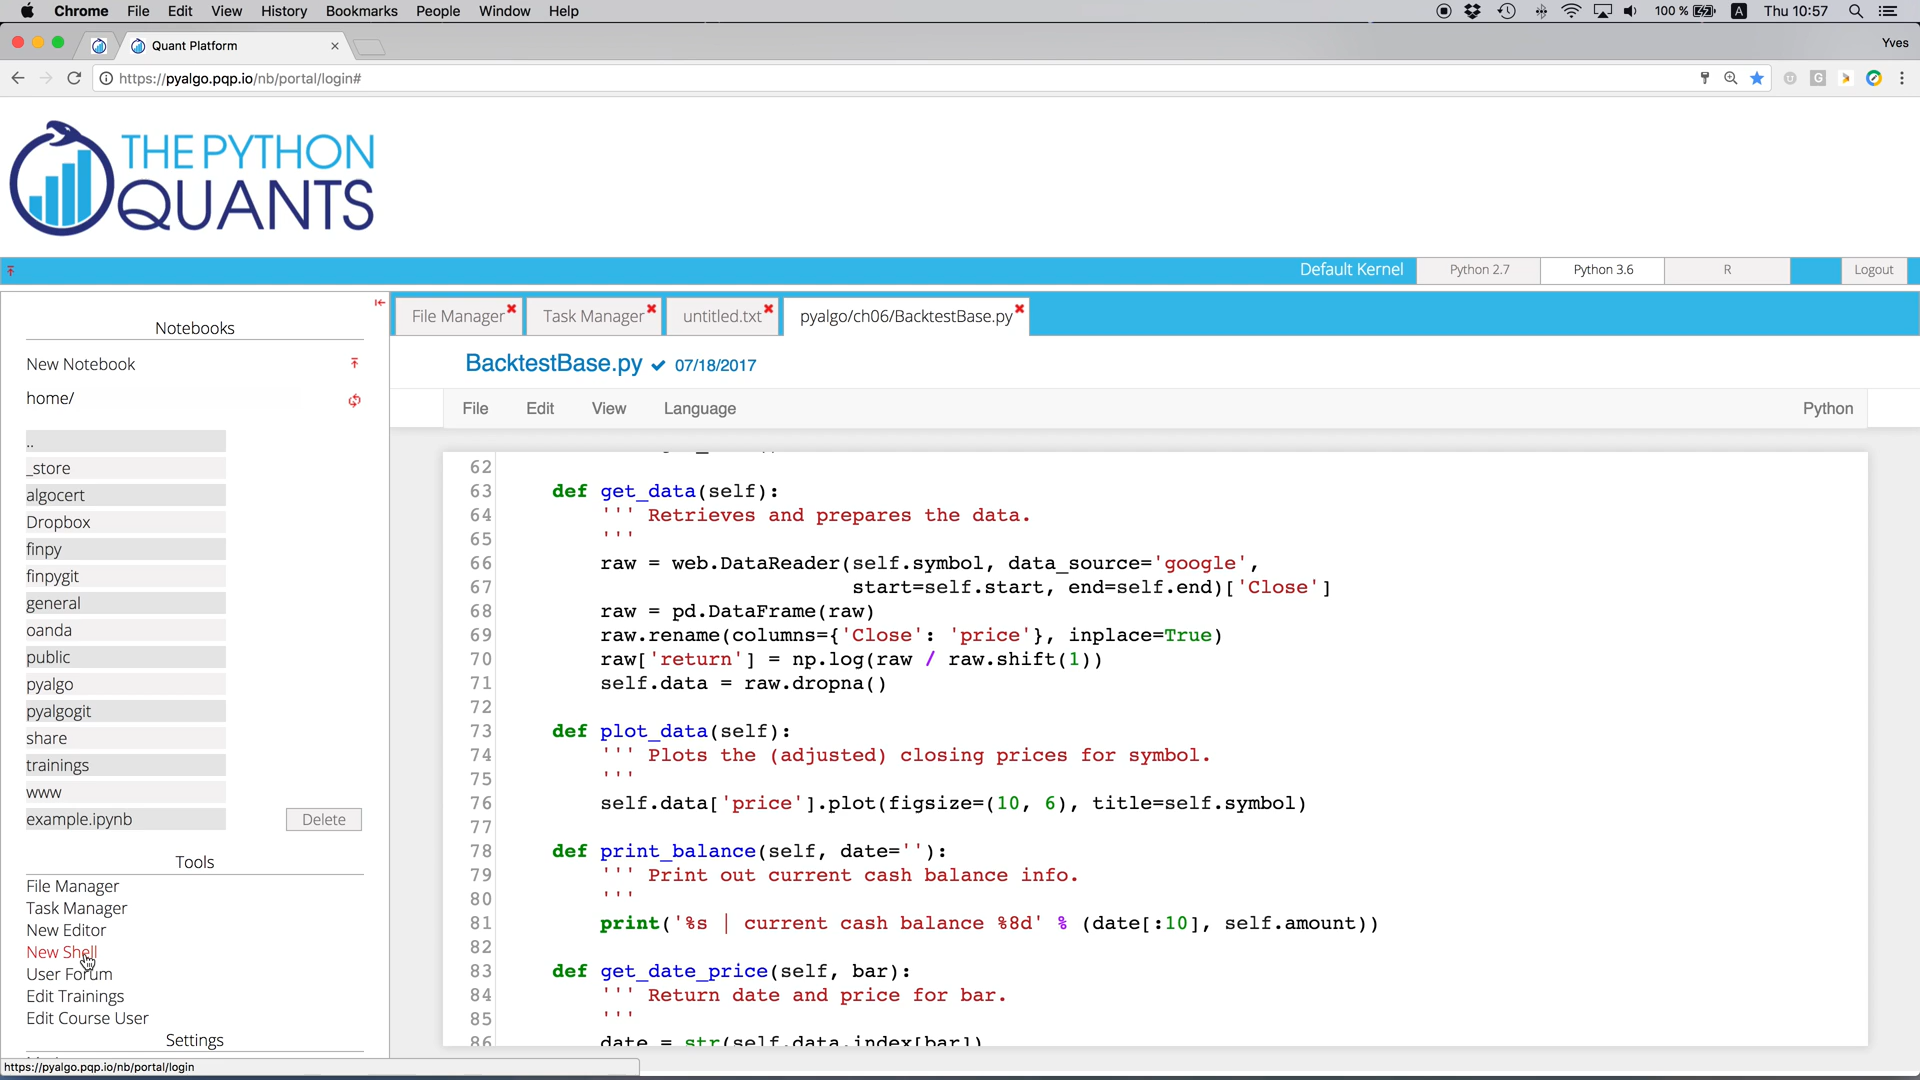 Chrome File Edit View History Bookmarks People Window Help 100 % A Thu 10:57
Quant Platform Yves
https://pyalgo.pqp.io/nb/portal/login#
THE PYTHON
QUANTS
Default Kernel Python 2.7 Python 3.6 R Logout
File Manager Task Manager untitled.txt pyalgo/ch06/BacktestBase.py
Notebooks
New Notebook
home/
..
_store
algocert
Dropbox
finpy
finpygit
general
oanda
public
pyalgo
pyalgogit
share
trainings
www
example.ipynb Delete
Tools
File Manager
Task Manager
New Editor
New Shell
User Forum
Edit Trainings
Edit Course User
Settings
https://pyalgo.pqp.io/nb/portal/login
BacktestBase.py 07/18/2017
File Edit View Language Python
62
63 def get_data(self):
64 ''' Retrieves and prepares the data.
65 '''
66 raw = web.DataReader(self.symbol, data_source='google',
67 start=self.start, end=self.end)['Close']
68 raw = pd.DataFrame(raw)
69 raw.rename(columns={'Close': 'price'}, inplace=True)
70 raw['return'] = np.log(raw / raw.shift(1))
71 self.data = raw.dropna()
72
73 def plot_data(self):
74 ''' Plots the (adjusted) closing prices for symbol.
75 '''
76 self.data['price'].plot(figsize=(10, 6), title=self.symbol)
77
78 def print_balance(self, date=''):
79 ''' Print out current cash balance info.
80 '''
81 print('%s | current cash balance %8d' % (date[:10], self.amount))
82
83 def get_date_price(self, bar):
84 ''' Return date and price for bar.
85 '''
86 date = str(self.data.index[bar])